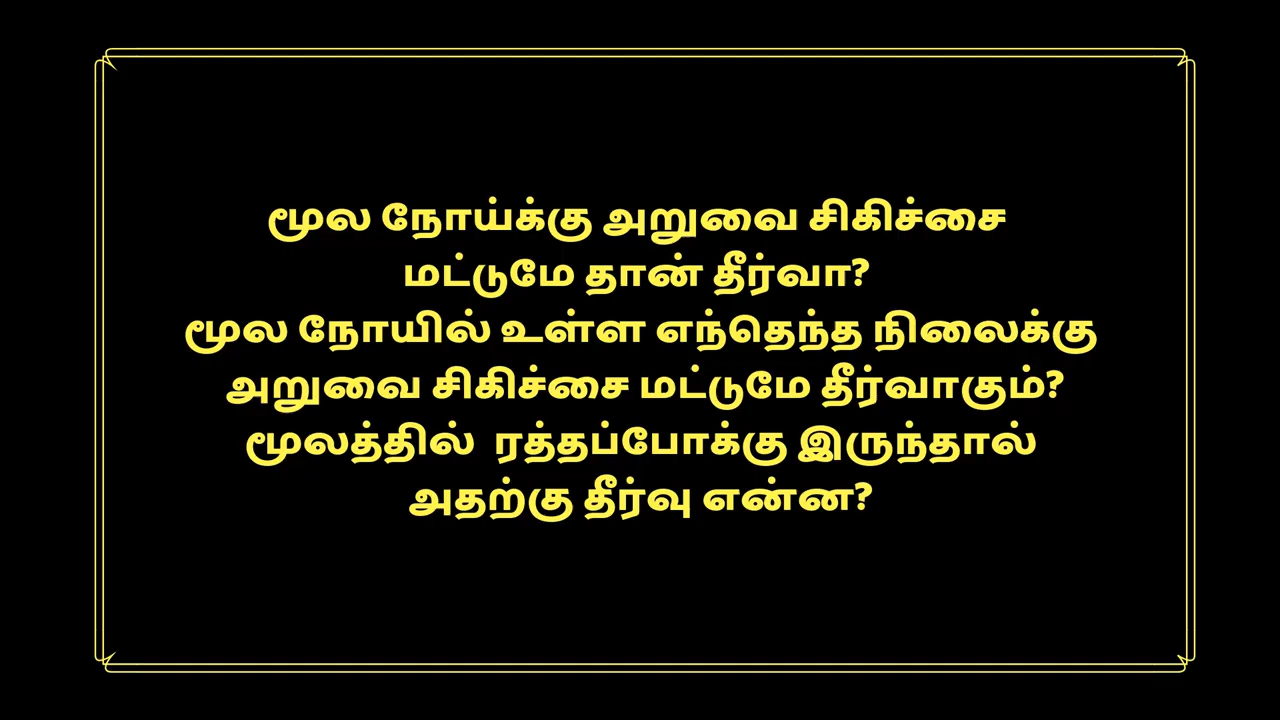 மூல நோய்க்கு அறுவை சிகிச்சை
மட்டுமே தான் தீர்வா?
மூல நோயில் உள்ள எந்தெந்த நிலைக்கு
அறுவை சிகிச்சை மட்டுமே தீர்வாகும்?
மூலத்தில் ரத்தப்போக்கு இருந்தால்
அதற்கு தீர்வு என்ன?